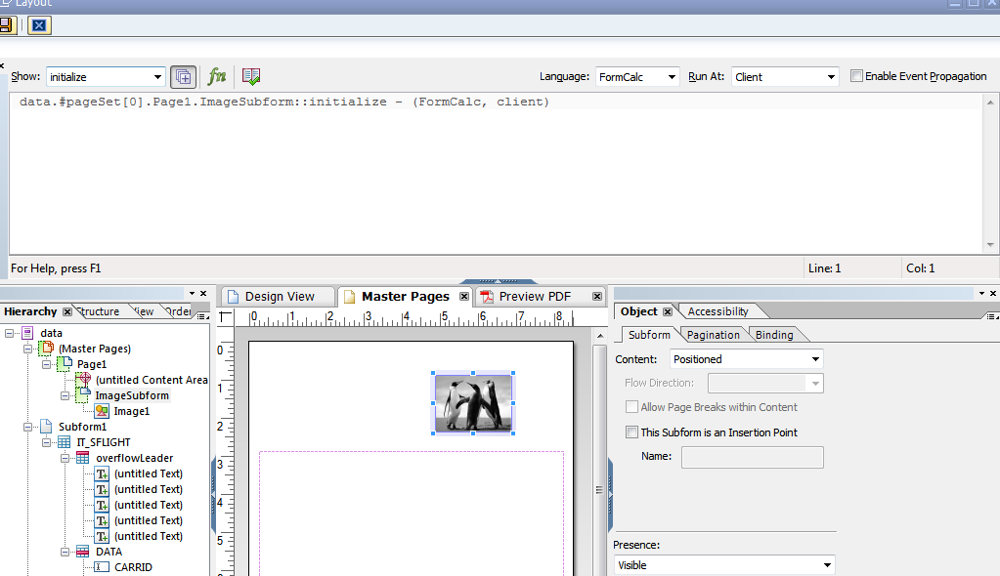 Layout
Show: initialize Language: FormCalc Run At: Client Enable Event Propagation
data.#pageSet[0].Page1.ImageSubform::initialize - (FormCalc, client)
For Help, press F1 Line: 1 Col: 1
Hierarchy Structure Order
Design View Master Pages Preview PDF
Object Accessibility
0 1 2 3 4 5 6 7 8
0
1
2
3
4
5
data
(Master Pages)
Page1
(untitled Content Area
ImageSubform
Image1
Subform1
IT_SFLIGHT
overflowLeader
(untitled Text)
(untitled Text)
(untitled Text)
(untitled Text)
(untitled Text)
DATA
CARRID
Subform Pagination Binding
Content: Positioned
Flow Direction:
Allow Page Breaks within Content
This Subform is an Insertion Point
Name:
Presence:
Visible